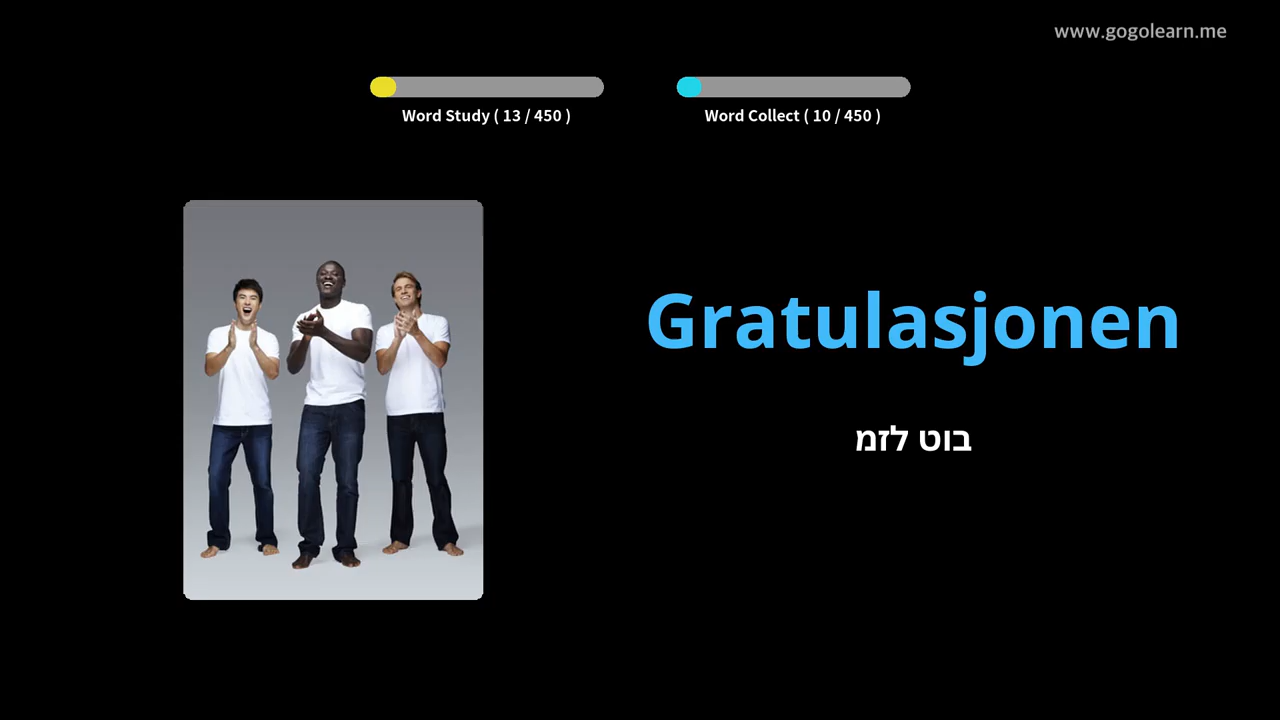 www.gogolearn.me
Word Study ( 13 / 450 )
Word Collect ( 10 / 450 )
Gratulasjonen
בוט לזמ